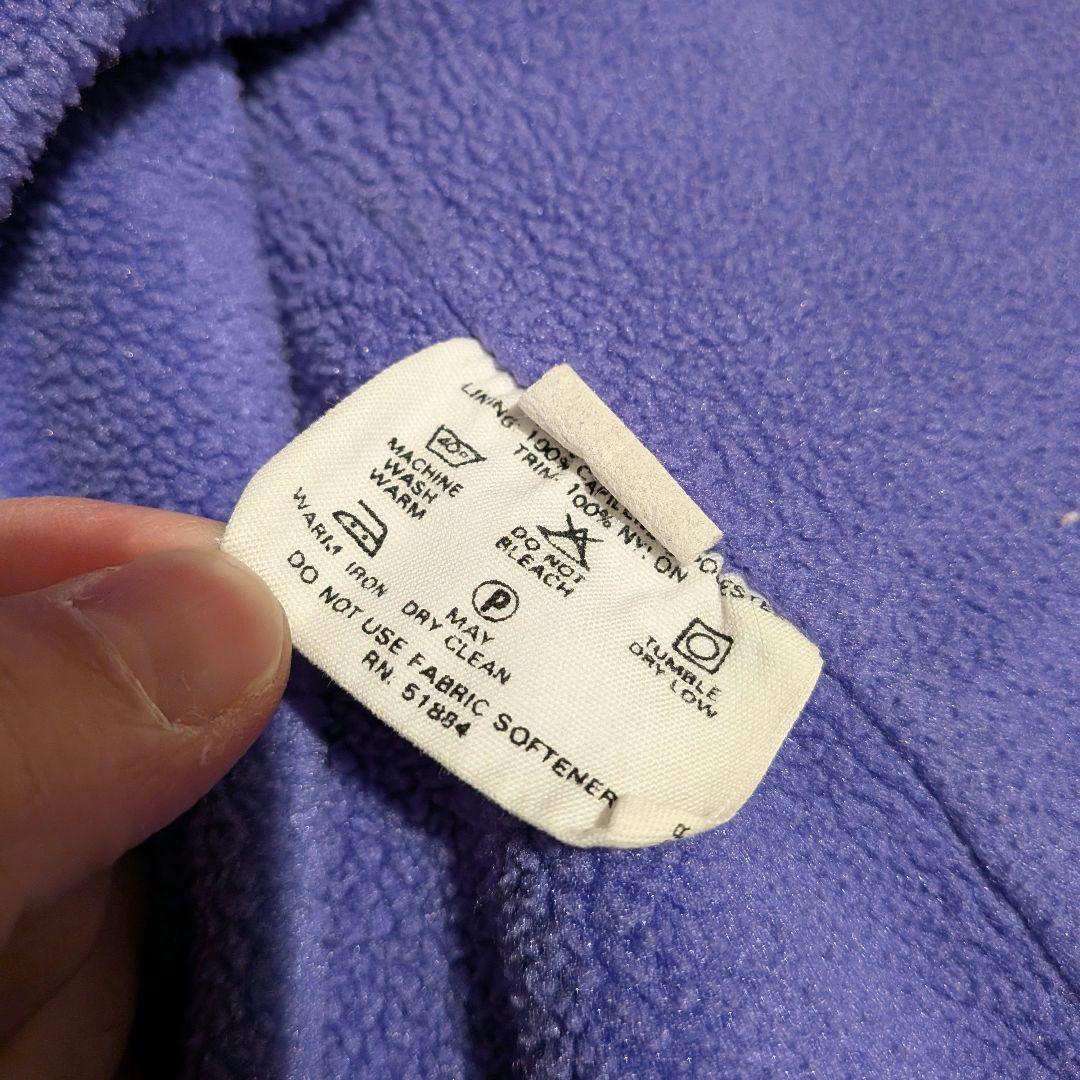 LINING: 100%
TRIM: 100% NYLON
40°
MACHINE
WASH
WARM
DO NOT
BLEACH
TUMBLE
DRY LOW
WARM IRON
P
MAY
DRY CLEAN
DO NOT USE FABRIC SOFTENER
RN. 51884